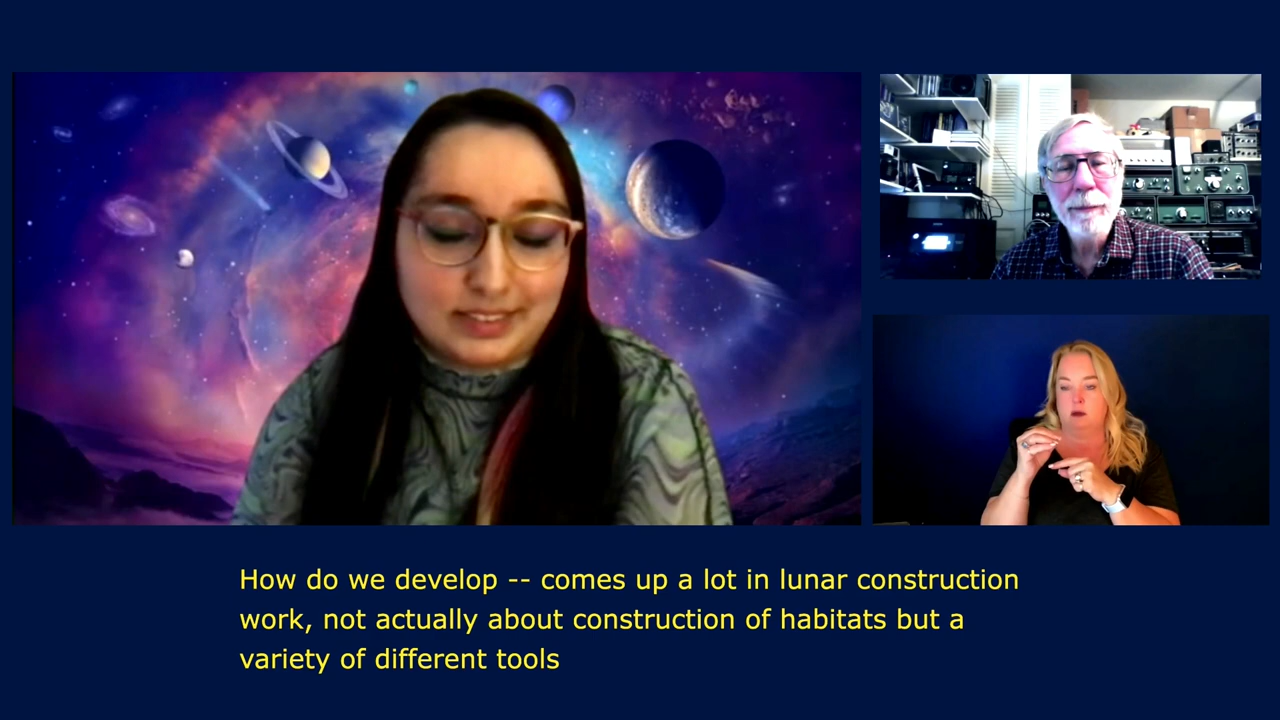 How do we develop -- comes up a lot in lunar construction
work, not actually about construction of habitats but a
variety of different tools